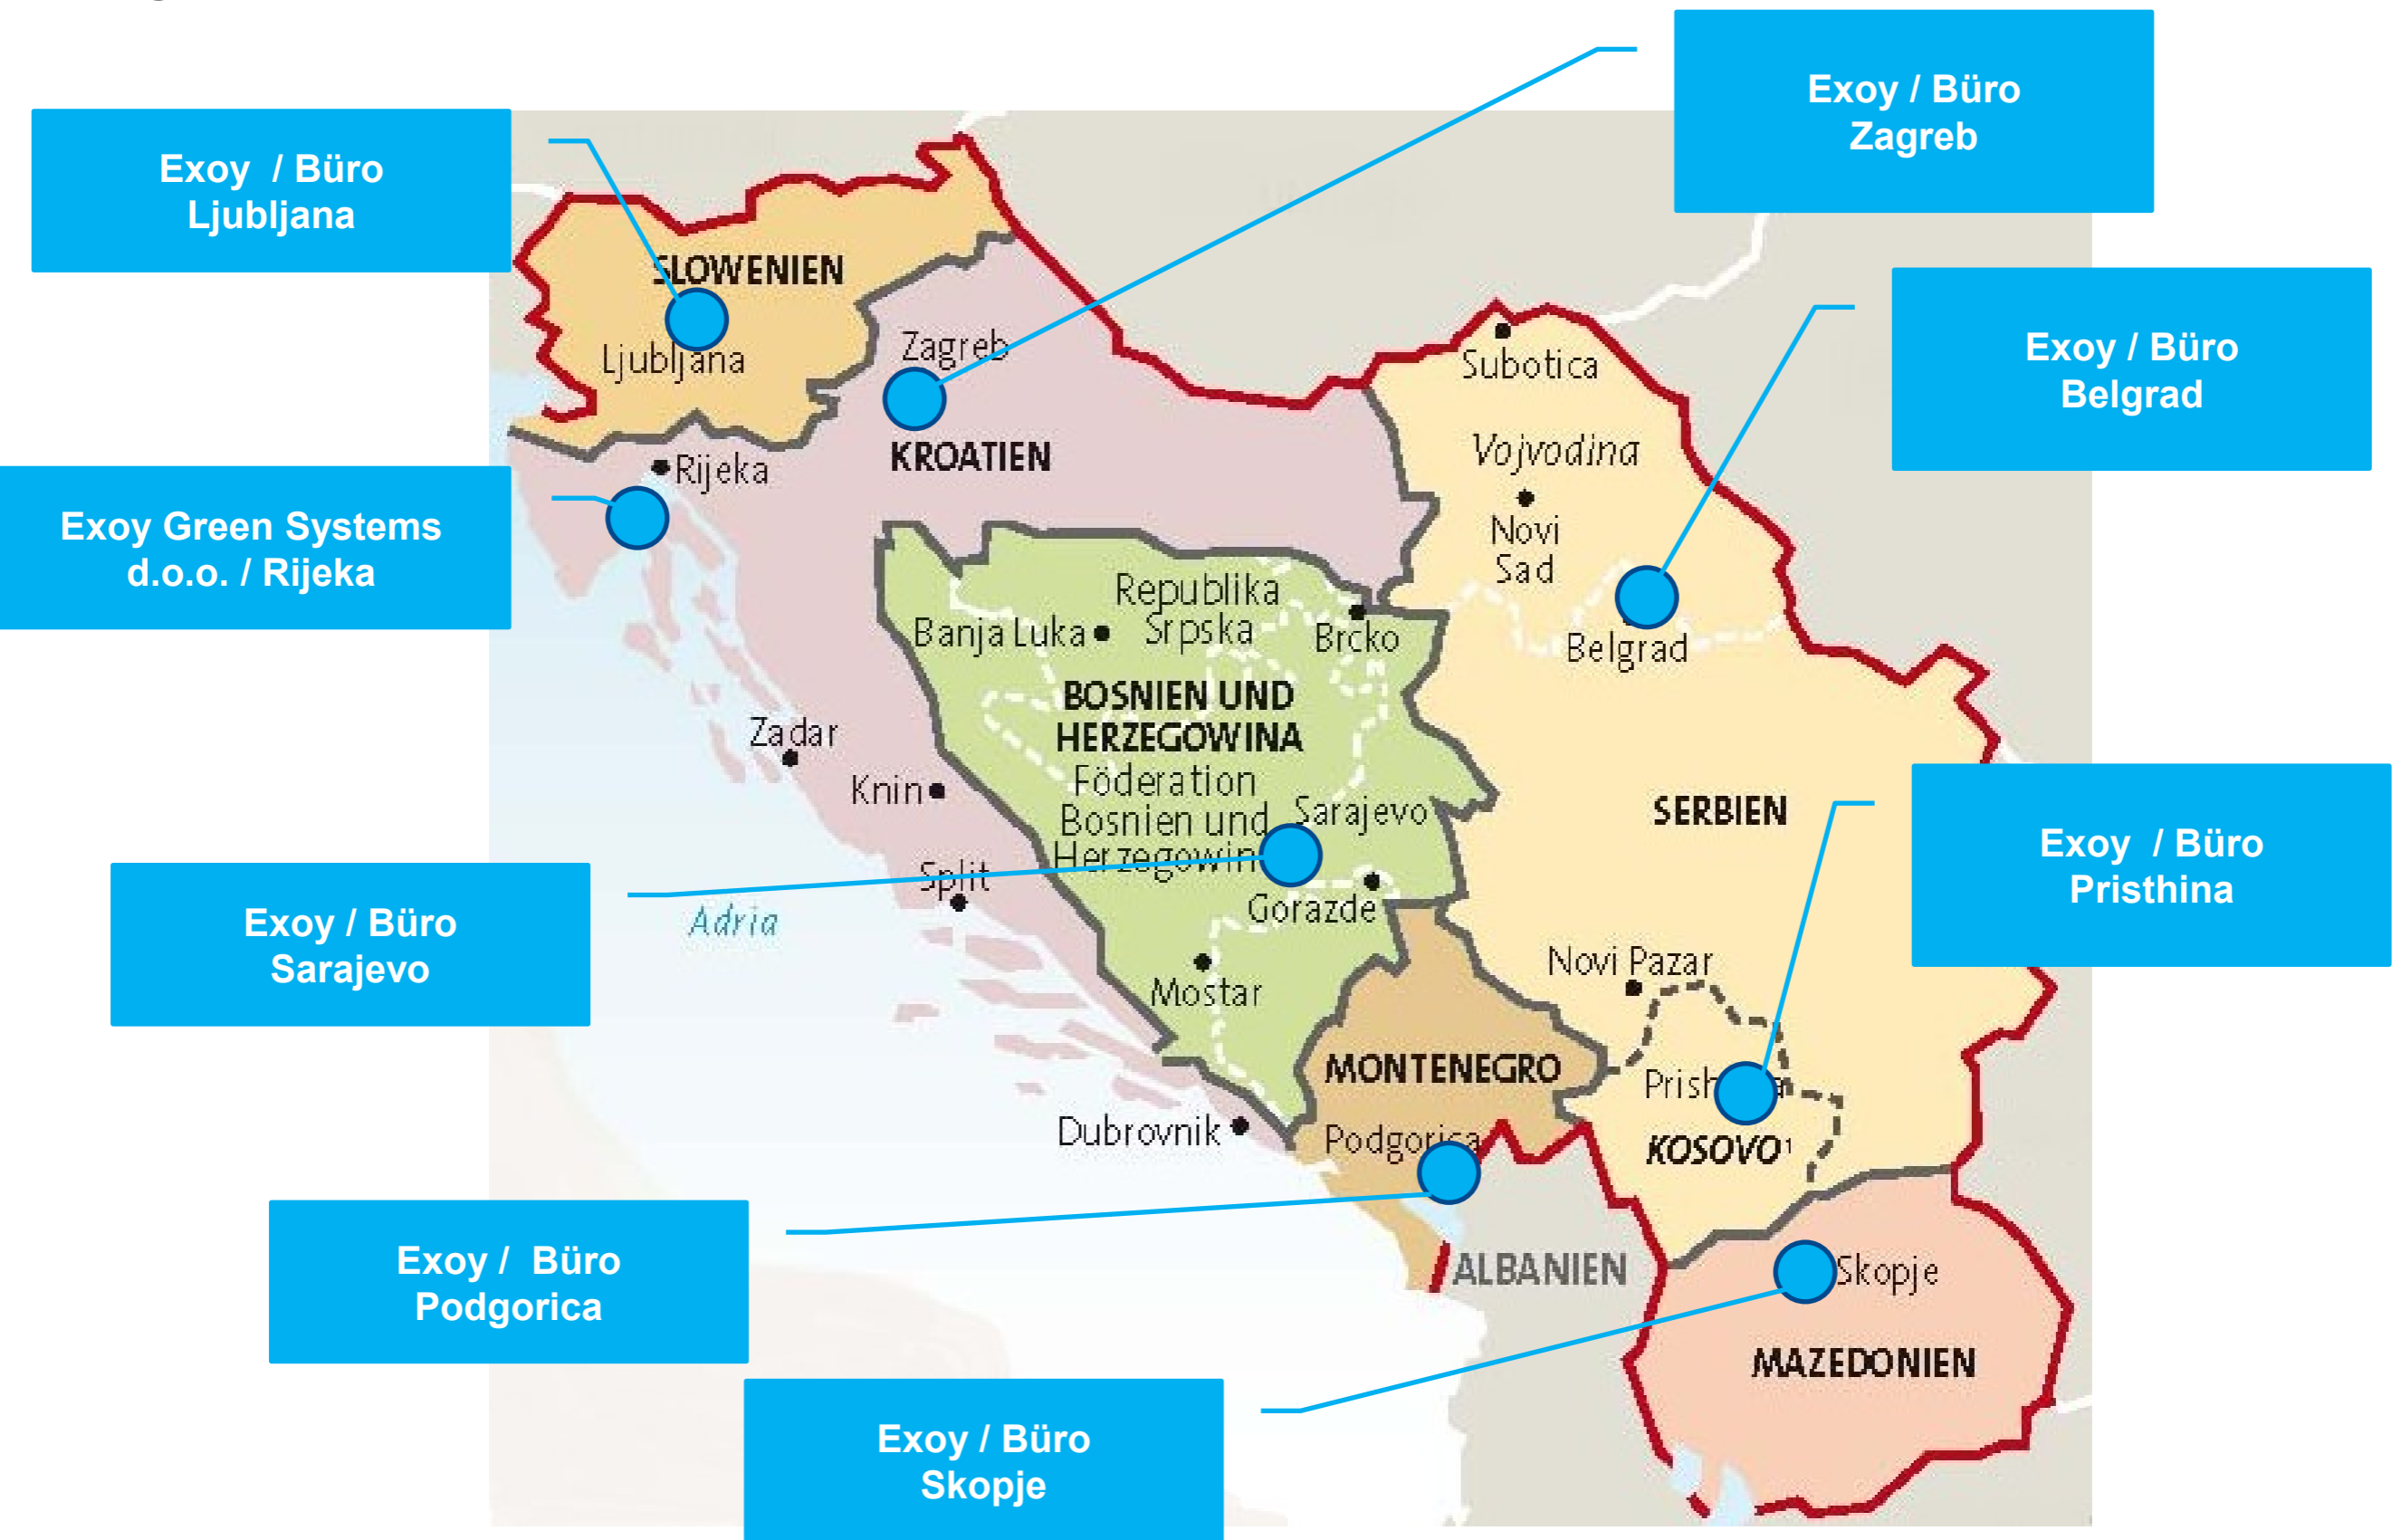 Exoy / Büro
Zagreb
Exoy / Büro
Ljubljana
SLOWENIEN
Ljubljana
Zagreb
Exoy / Büro
Belgrad
Subotica
Vojvodina
KROATIEN
Rijeka
Exoy Green Systems
d.o.o. / Rijeka
Novi
Sad
Republika
Srpska
Banja Luka
Brcko
Belgrad
BOSNIEN UND
HERZEGOWINA
Föderation
Bosnien und
Herzegowin
Zadar
Knin
Sarajevo
SERBIEN
Exoy / Büro
Pristhina
Split
Adria
Gorazde
Exoy / Büro
Sarajevo
Mostar
Novi Pazar
MONTENEGRO
KOSOVO¹
Dubrovnik
Podgorica
Exoy / Büro
Podgorica
ALBANIEN
Skopje
MAZEDONIEN
Exoy / Büro
Skopje